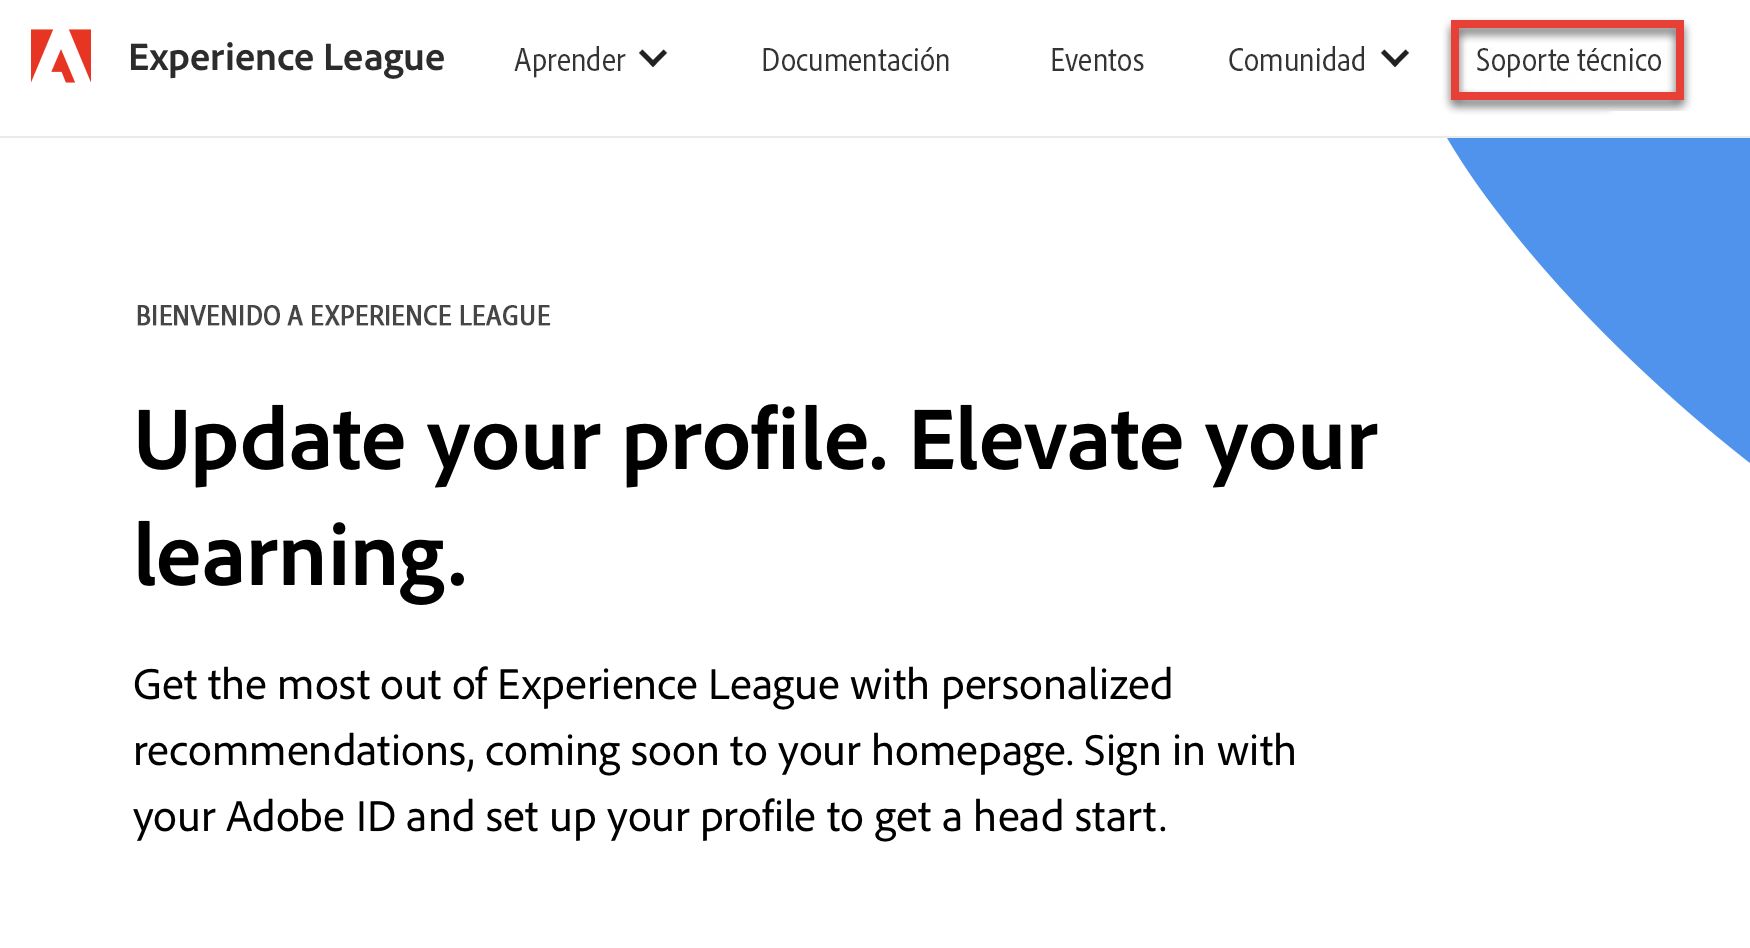 Experience League Aprender Documentación Eventos Comunidad Soporte técnico
BIENVENIDO A EXPERIENCE LEAGUE
Update your profile. Elevate your
learning.
Get the most out of Experience League with personalized
recommendations, coming soon to your homepage. Sign in with
your Adobe ID and set up your profile to get a head start.